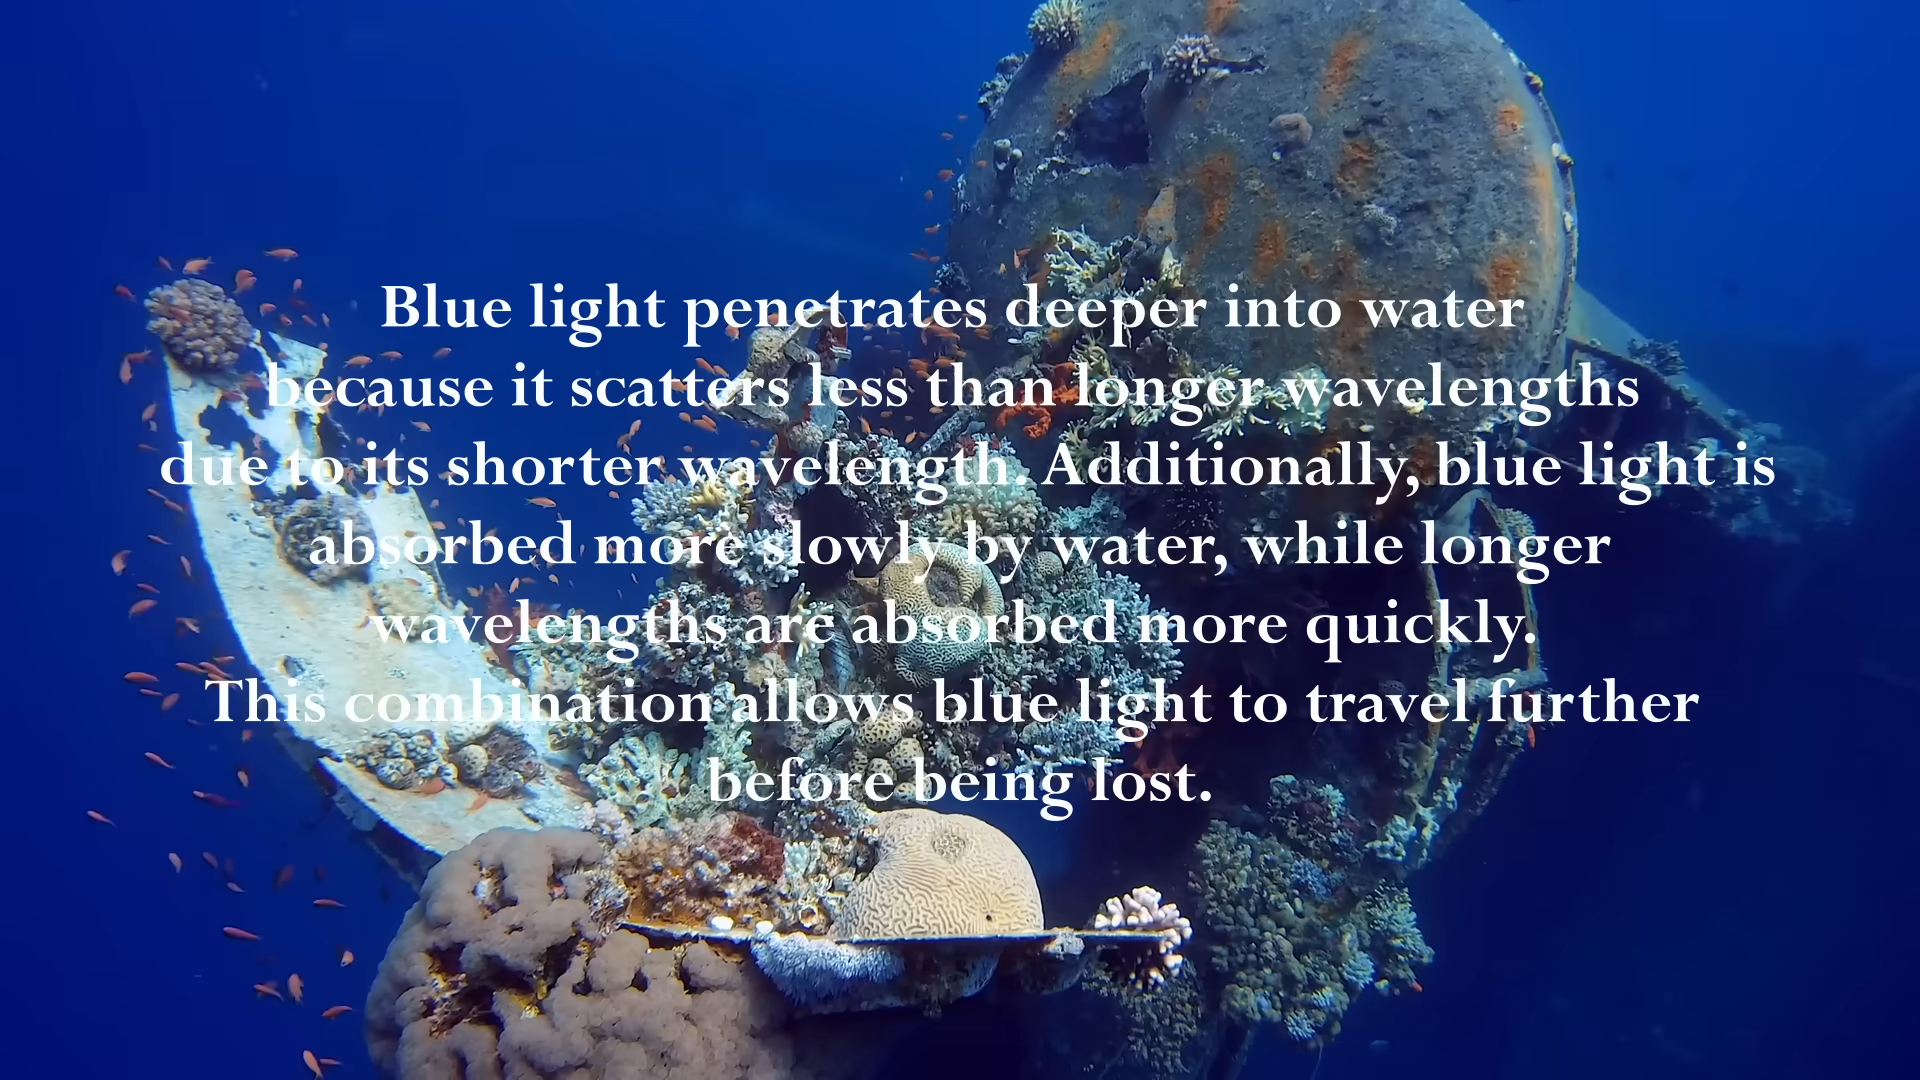 Blue light penetrates deeper into water
because it scatters less than longer wavelengths
due to its shorter wavelength. Additionally, blue light is
absorbed more slowly by water, while longer
wavelengths are absorbed more quickly.
This combination allows blue light to travel further
before being lost.